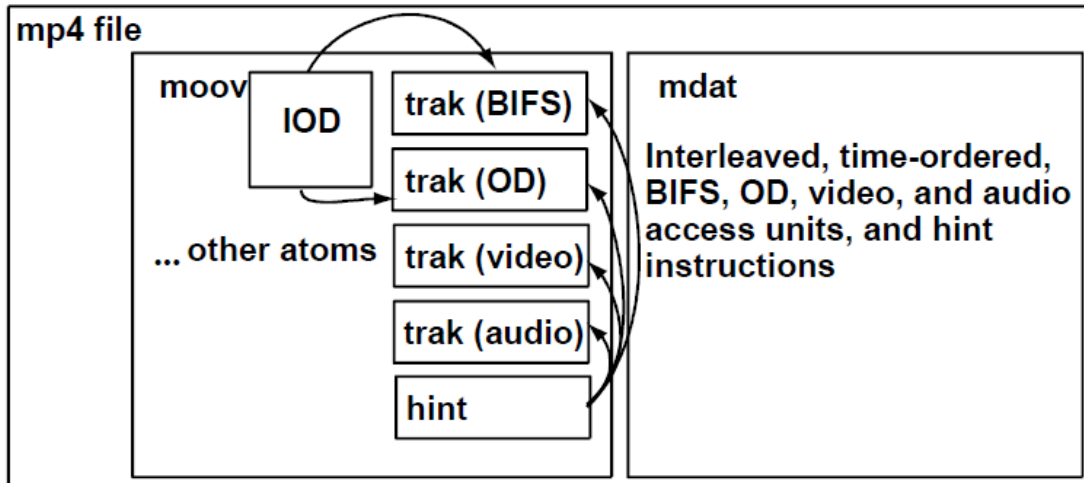 mp4 file
moov
IOD
trak (BIFS)
trak (OD)
... other atoms
trak (video)
trak (audio)
hint
mdat
Interleaved, time-ordered,
BIFS, OD, video, and audio
access units, and hint
instructions